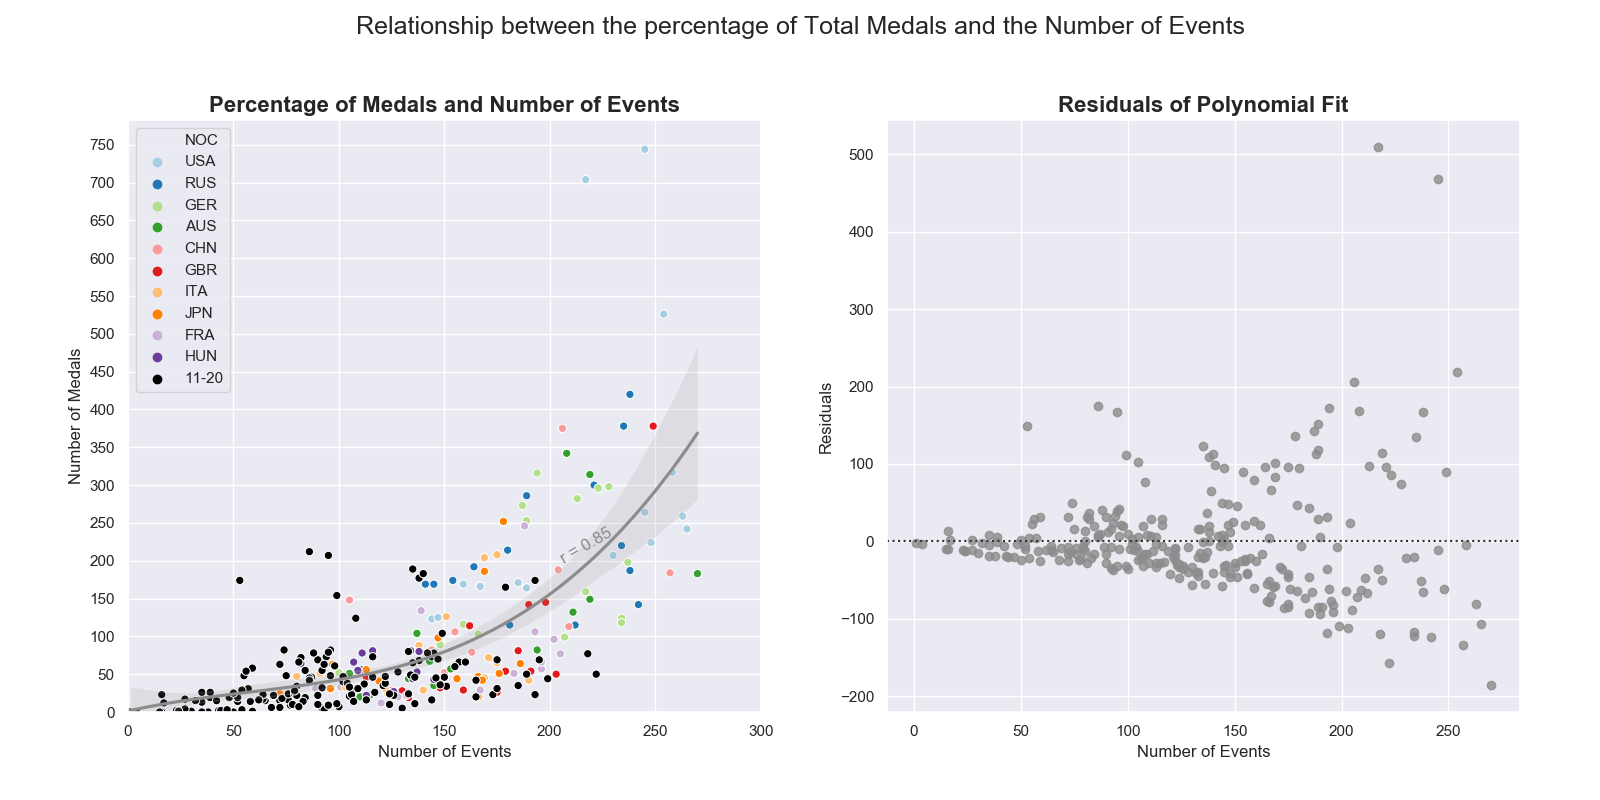 Relationship between the percentage of Total Medals and the Number of Events
Percentage of Medals and Number of Events
Number of Medals
750
700
650
600
550
500
450
400
350
300
250
200
150
100
50
0
NOC
USA
RUS
GER
AUS
CHN
GBR
ITA
JPN
FRA
HUN
11-20
r = 0.85
0 50 100 150 200 250 300
Number of Events
Residuals of Polynomial Fit
Residuals
500
400
300
200
100
0
−100
−200
0 50 100 150 200 250
Number of Events